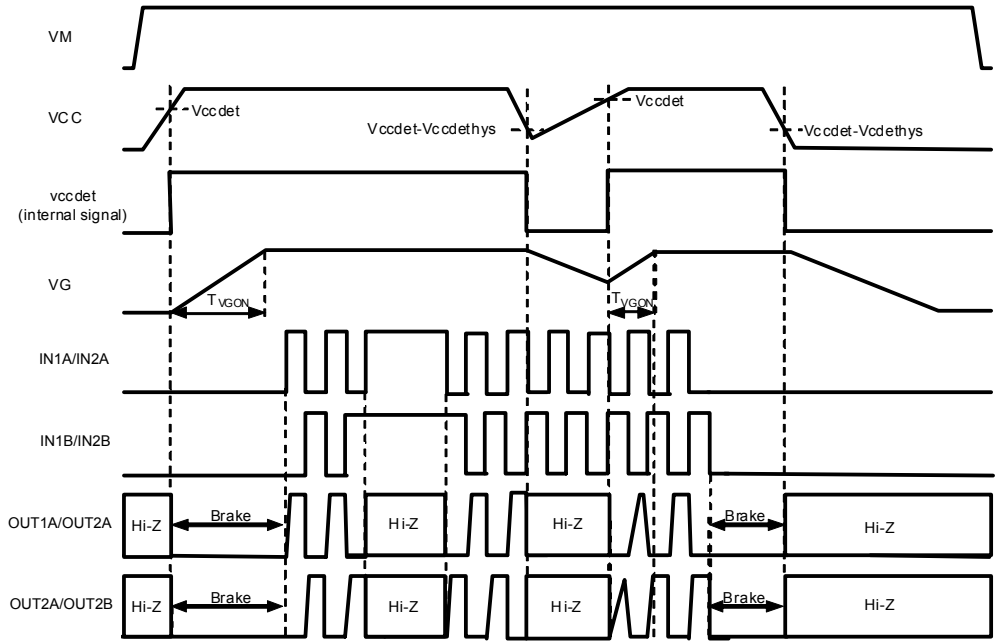 VM
VCC
Vccdet
Vccdet-Vccdethys
Vccdet
Vccdet-Vcdethys
vccdet
(internal signal)
VG
TVGON
TVGON
IN1A/IN2A
IN1B/IN2B
OUT1A/OUT2A
Hi-Z
Brake
Hi-Z
Hi-Z
Brake
Hi-Z
OUT2A/OUT2B
Hi-Z
Brake
Hi-Z
Hi-Z
Brake
Hi-Z